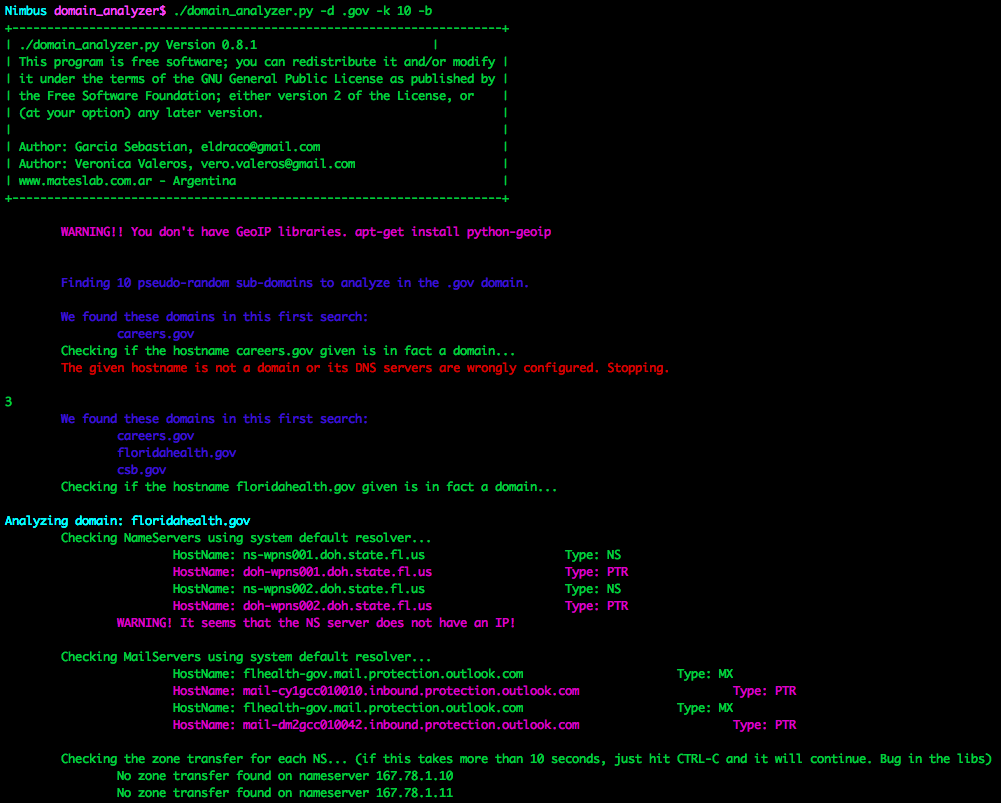 Nimbus domain_analyzer$ ./domain_analyzer.py -d .gov -k 10 -b
+----------------------------------------------------------------------+
| ./domain_analyzer.py Version 0.8.1 |
| This program is free software; you can redistribute it and/or modify |
| it under the terms of the GNU General Public License as published by |
| the Free Software Foundation; either version 2 of the License, or |
| (at your option) any later version. |
| |
| Author: Garcia Sebastian, eldraco@gmail.com |
| Author: Veronica Valeros, vero.valeros@gmail.com |
| www.mateslab.com.ar - Argentina |
+----------------------------------------------------------------------+
WARNING!! You don't have GeoIP libraries. apt-get install python-geoip
Finding 10 pseudo-random sub-domains to analyze in the .gov domain.
We found these domains in this first search:
careers.gov
Checking if the hostname careers.gov given is in fact a domain...
The given hostname is not a domain or its DNS servers are wrongly configured. Stopping.
3
We found these domains in this first search:
careers.gov
floridahealth.gov
csb.gov
Checking if the hostname floridahealth.gov given is in fact a domain...
Analyzing domain: floridahealth.gov
Checking NameServers using system default resolver...
HostName: ns-wpns001.doh.state.fl.us Type: NS
HostName: doh-wpns001.doh.state.fl.us Type: PTR
HostName: ns-wpns002.doh.state.fl.us Type: NS
HostName: doh-wpns002.doh.state.fl.us Type: PTR
WARNING! It seems that the NS server does not have an IP!
Checking MailServers using system default resolver...
HostName: flhealth-gov.mail.protection.outlook.com Type: MX
HostName: mail-cy1gcc010010.inbound.protection.outlook.com Type: PTR
HostName: flhealth-gov.mail.protection.outlook.com Type: MX
HostName: mail-dm2gcc010042.inbound.protection.outlook.com Type: PTR
Checking the zone transfer for each NS... (if this takes more than 10 seconds, just hit CTRL-C and it will continue. Bug in the libs)
No zone transfer found on nameserver 167.78.1.10
No zone transfer found on nameserver 167.78.1.11